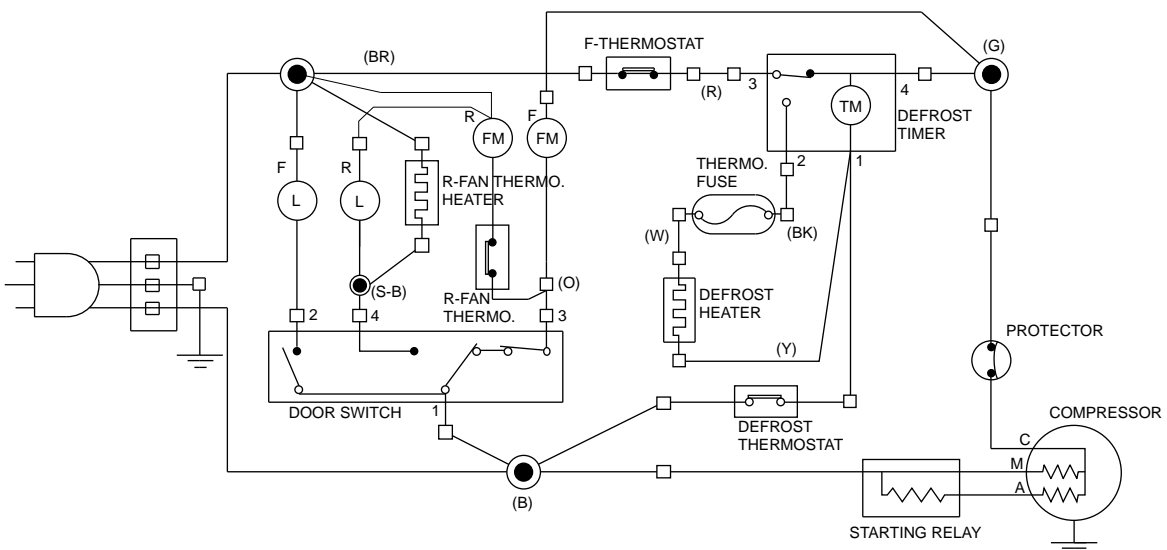 (BR)
F-THERMOSTAT
(G)
(R)
3
4
TM
DEFROST
TIMER
R
F
FM
FM
F
R
L
L
R-FAN THERMO.
HEATER
THERMO.
FUSE
2
1
(W)
(BK)
(S-B)
(O)
R-FAN
THERMO.
DEFROST
HEATER
2
4
3
(Y)
PROTECTOR
DOOR SWITCH
1
DEFROST
THERMOSTAT
COMPRESSOR
C
M
A
(B)
STARTING RELAY